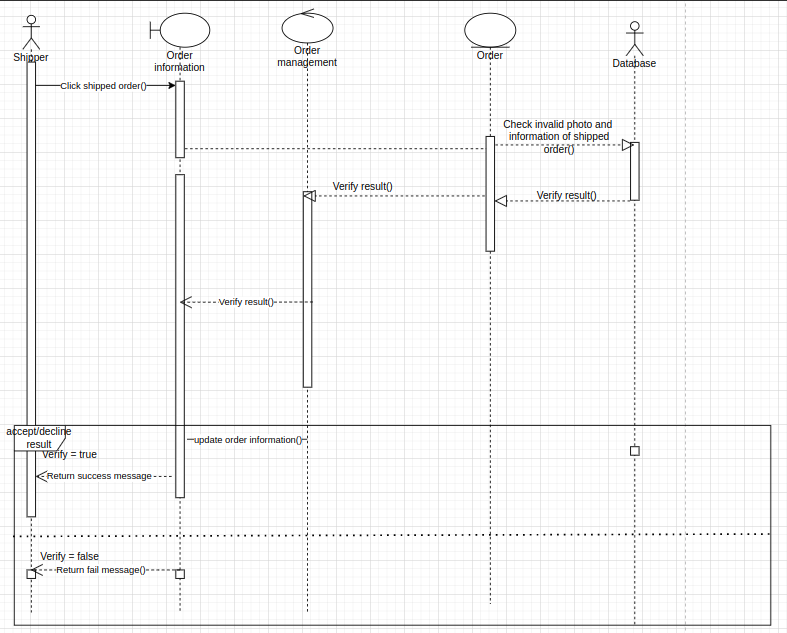 Shipper
Order
information
Order
management
Order
Database
Click shipped order()
Check invalid photo and
information of shipped
order()
Verify result()
Verify result()
Verify result()
accept/decline
result
update order information()
Verify = true
Return success message
Verify = false
Return fail message()